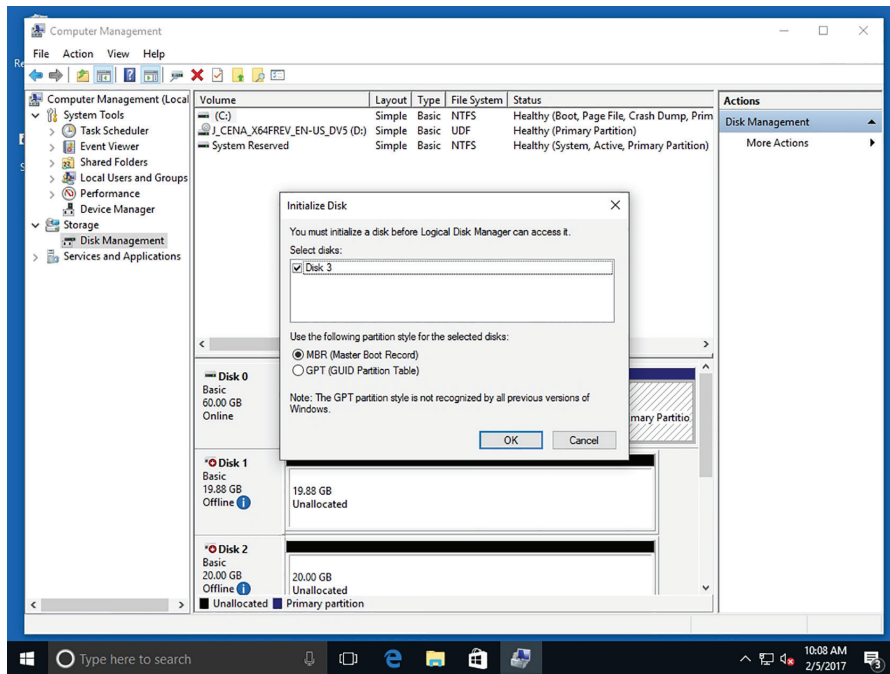 Computer Management
File Action View Help
Computer Management (Local
System Tools
Task Scheduler
Event Viewer
Shared Folders
Local Users and Groups
Performance
Device Manager
Storage
Disk Management
Services and Applications
Volume Layout Type File System Status
(C:) Simple Basic NTFS Healthy (Boot, Page File, Crash Dump, Prim
J_CENA_X64FREV_EN-US_DV5 (D:) Simple Basic UDF Healthy (Primary Partition)
System Reserved Simple Basic NTFS Healthy (System, Active, Primary Partition)
Actions
Disk Management
More Actions
Initialize Disk
You must initialize a disk before Logical Disk Manager can access it.
Select disks:
Disk 3
Use the following partition style for the selected disks:
MBR (Master Boot Record)
GPT (GUID Partition Table)
Note: The GPT partition style is not recognized by all previous versions of
Windows.
OK Cancel
Disk 0
Basic
60.00 GB
Online
mary Partitio
Disk 1
Basic
19.88 GB
Offline
19.88 GB
Unallocated
Disk 2
Basic
20.00 GB
Offline
20.00 GB
Unallocated
Unallocated Primary partition
Type here to search
10:08 AM
2/5/2017
3